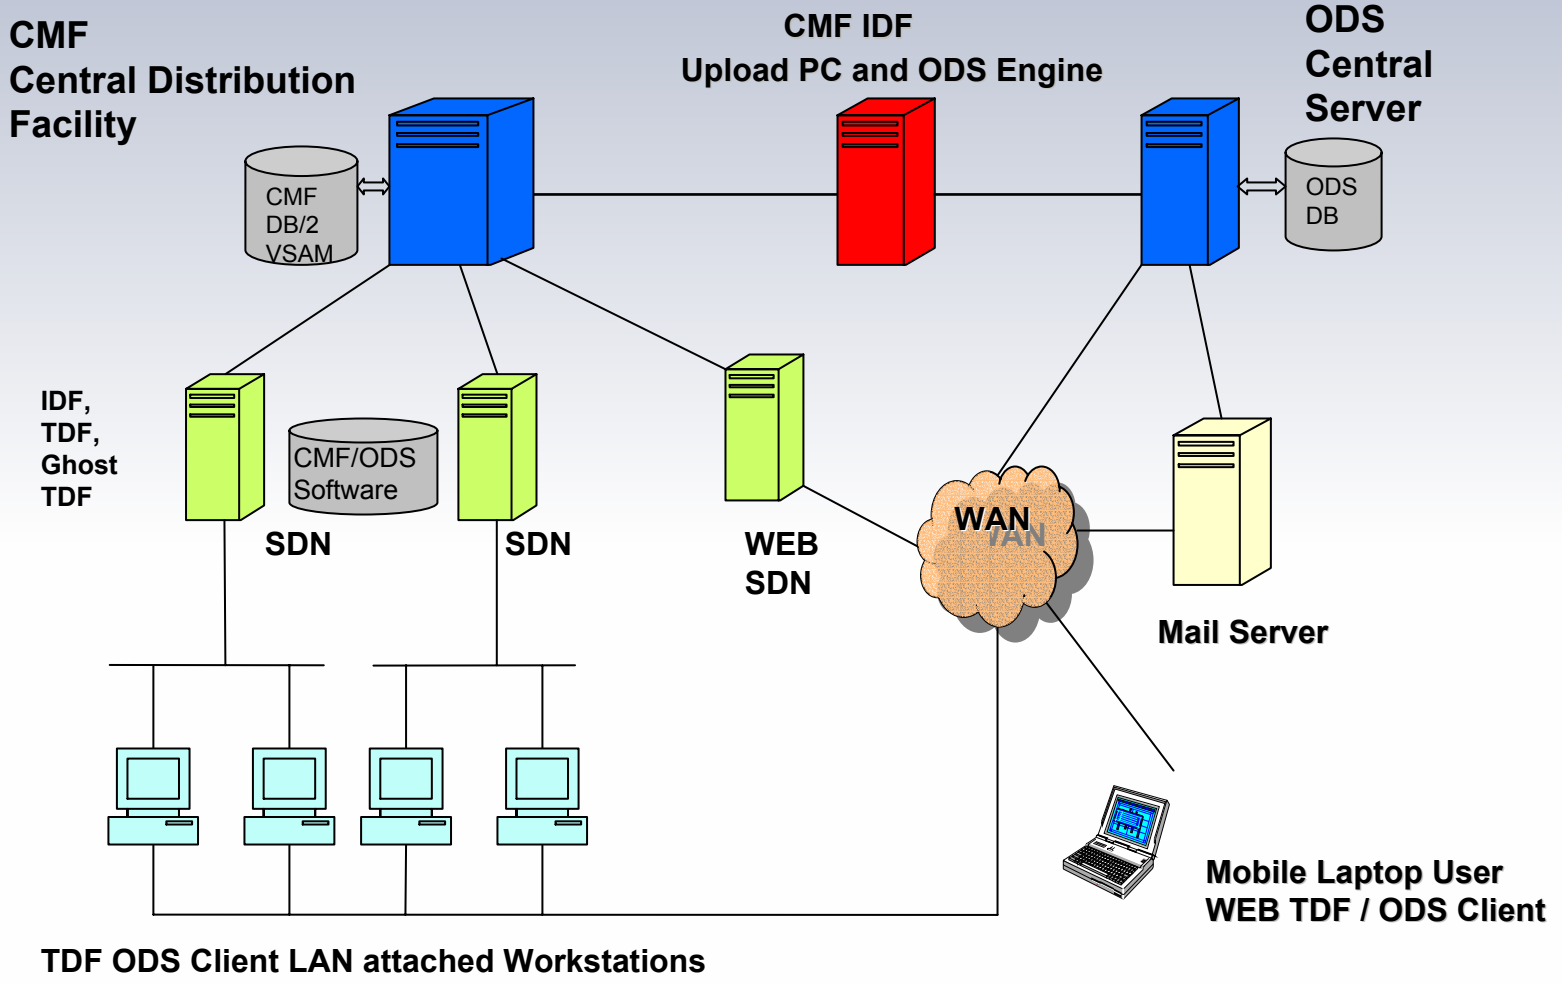 CMF
Central Distribution
Facility
CMF IDF
Upload PC and ODS Engine
ODS
Central
Server
CMF
DB/2
VSAM
ODS
DB
IDF,
TDF,
Ghost
TDF
CMF/ODS
Software
SDN
SDN
WEB
SDN
WAN
Mail Server
Mobile Laptop User
WEB TDF / ODS Client
TDF ODS Client LAN attached Workstations